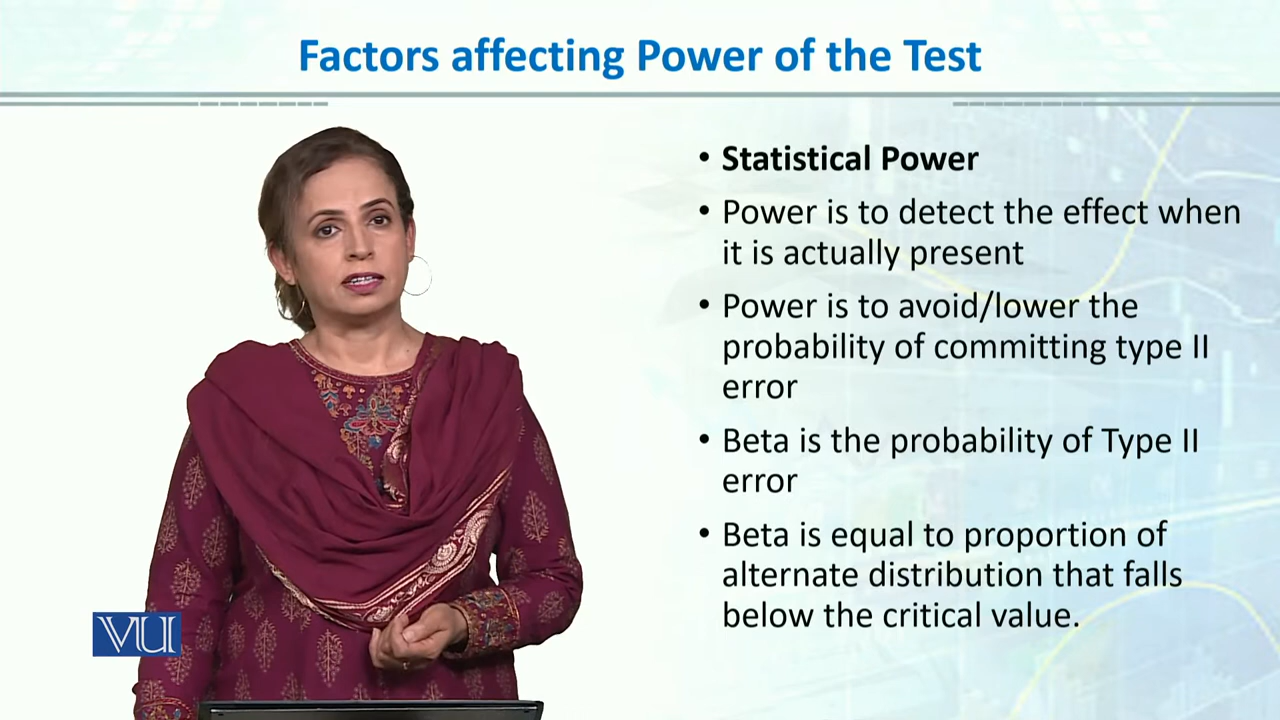 Factors affecting Power of the Test
• Statistical Power
• Power is to detect the effect when
it is actually present
• Power is to avoid/lower the
probability of committing type II
error
• Beta is the probability of Type II
error
• Beta is equal to proportion of
alternate distribution that falls
below the critical value.
VU